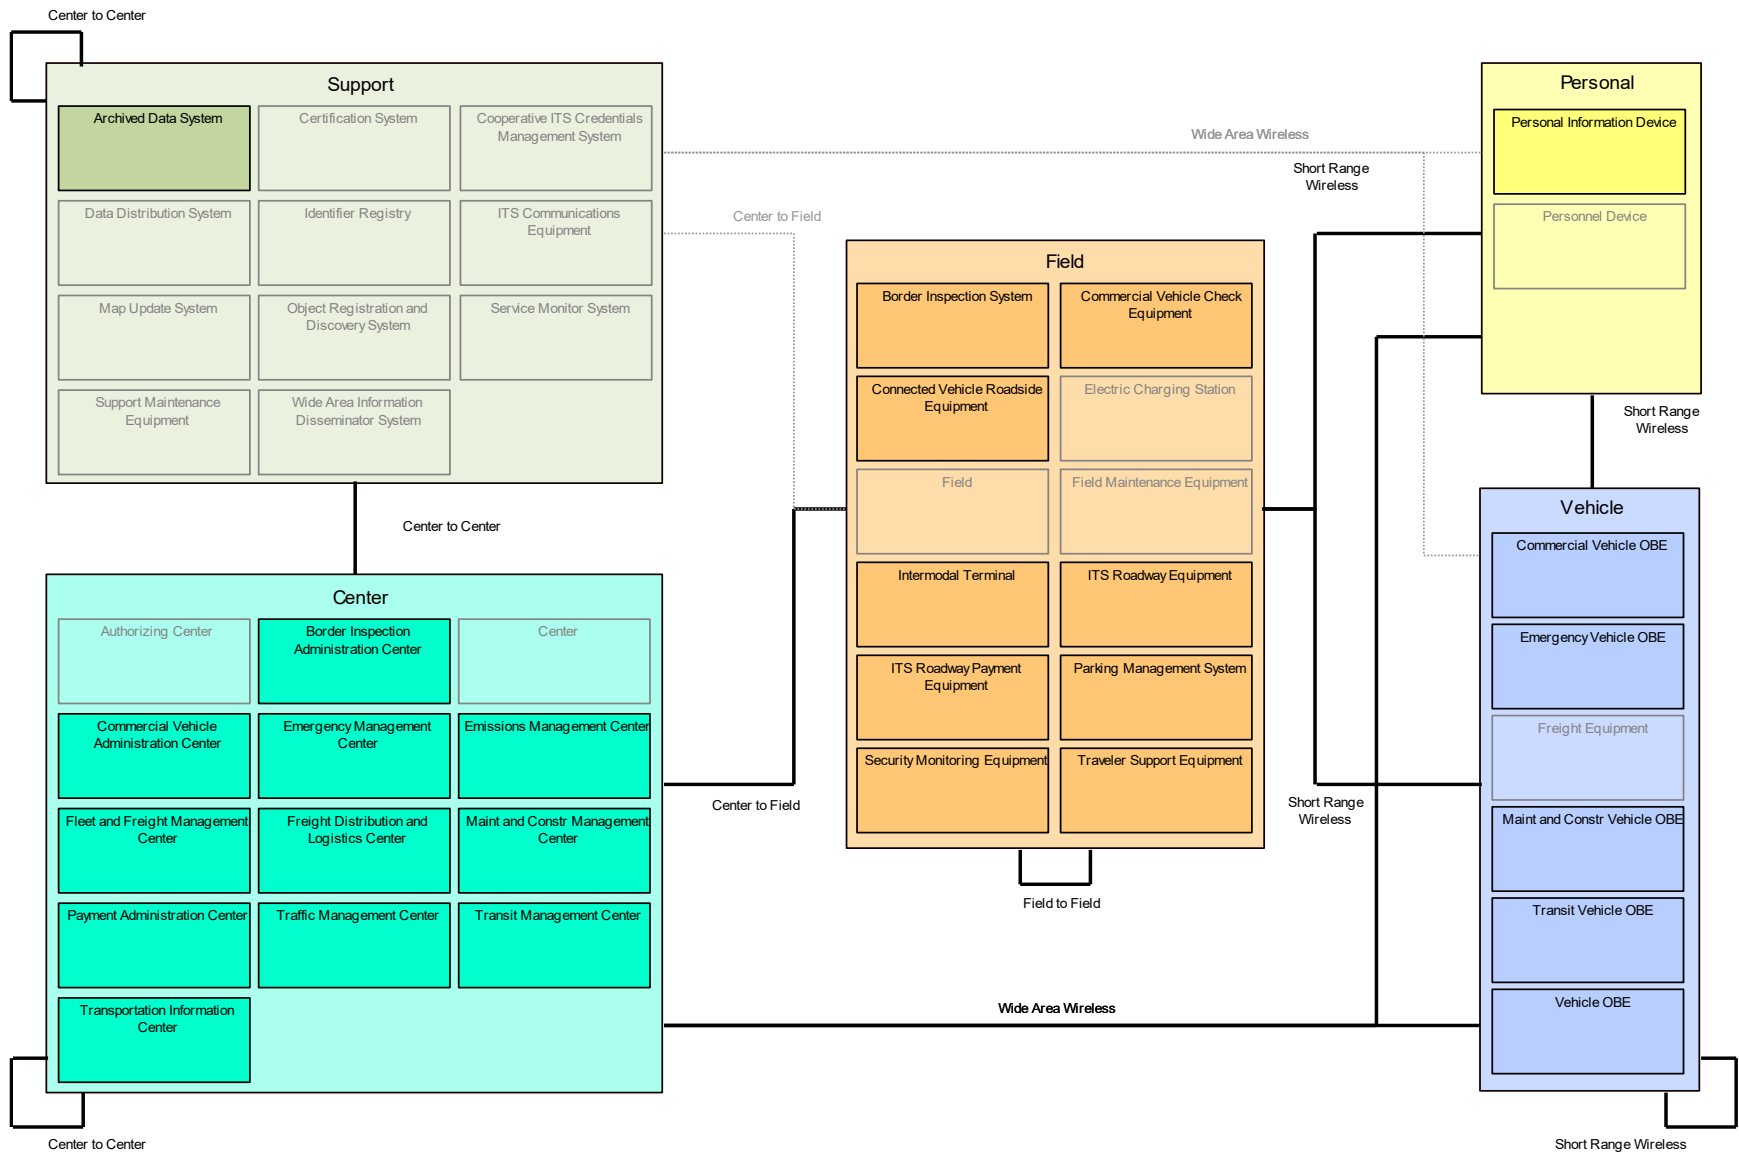 Center to Center
Support
Archived Data System
Certification System
Cooperative ITS Credentials
Management System
Data Distribution System
Identifier Registry
ITS Communications
Equipment
Map Update System
Object Registration and
Discovery System
Service Monitor System
Support Maintenance
Equipment
Wide Area Information
Disseminator System
Wide Area Wireless
Short Range
Wireless
Center to Field
Personal
Personal Information Device
Personnel Device
Short Range
Wireless
Field
Border Inspection System
Commercial Vehicle Check
Equipment
Connected Vehicle Roadside
Equipment
Electric Charging Station
Field
Field Maintenance Equipment
Intermodal Terminal
ITS Roadway Equipment
ITS Roadway Payment
Equipment
Parking Management System
Security Monitoring Equipment
Traveler Support Equipment
Field to Field
Center to Center
Center
Authorizing Center
Border Inspection
Administration Center
Center
Commercial Vehicle
Administration Center
Emergency Management
Center
Emissions Management Center
Fleet and Freight Management
Center
Freight Distribution and
Logistics Center
Maint and Constr Management
Center
Payment Administration Center
Traffic Management Center
Transit Management Center
Transportation Information
Center
Center to Field
Short Range
Wireless
Wide Area Wireless
Vehicle
Commercial Vehicle OBE
Emergency Vehicle OBE
Freight Equipment
Maint and Constr Vehicle OBE
Transit Vehicle OBE
Vehicle OBE
Center to Center
Short Range Wireless